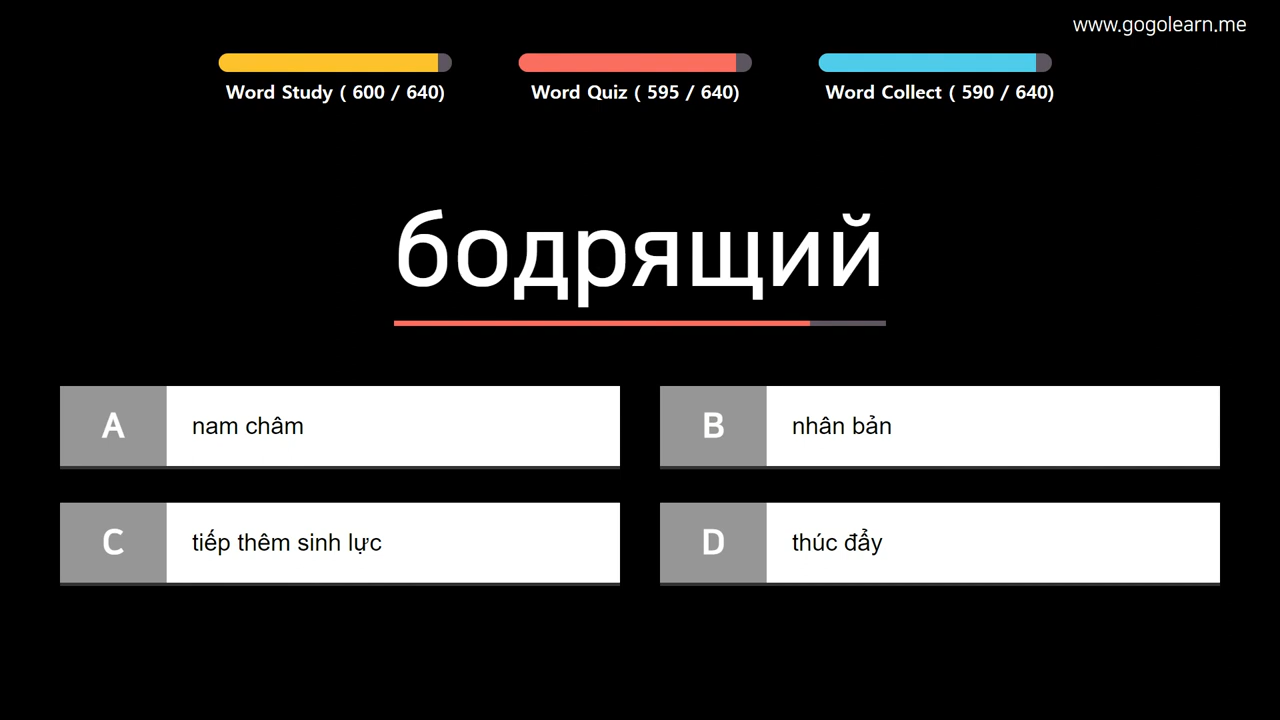 www.gogolearn.me
Word Study ( 600 / 640)
Word Quiz ( 595 / 640)
Word Collect ( 590 / 640)
бодрящий
A
nam châm
B
nhân bản
C
tiếp thêm sinh lực
D
thúc đẩy